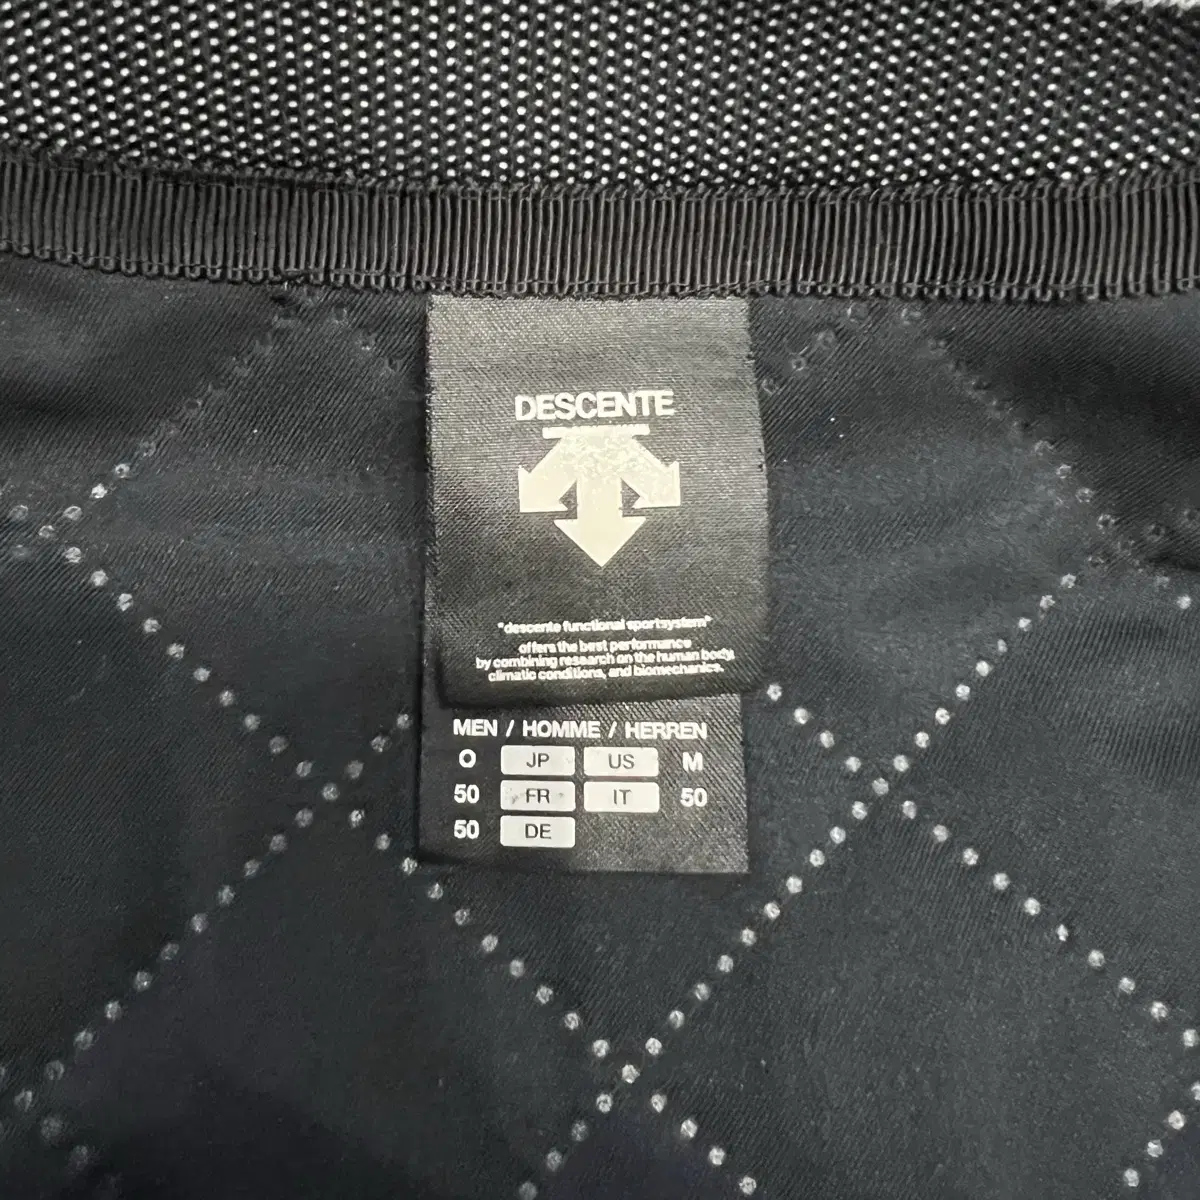 DESCENTE
"descente functional sportsystem"
offers the best performance
by combining research on the human body,
climatic conditions, and biomechanics.
MEN / HOMME / HERREN
O JP US M
50 FR IT 50
50 DE